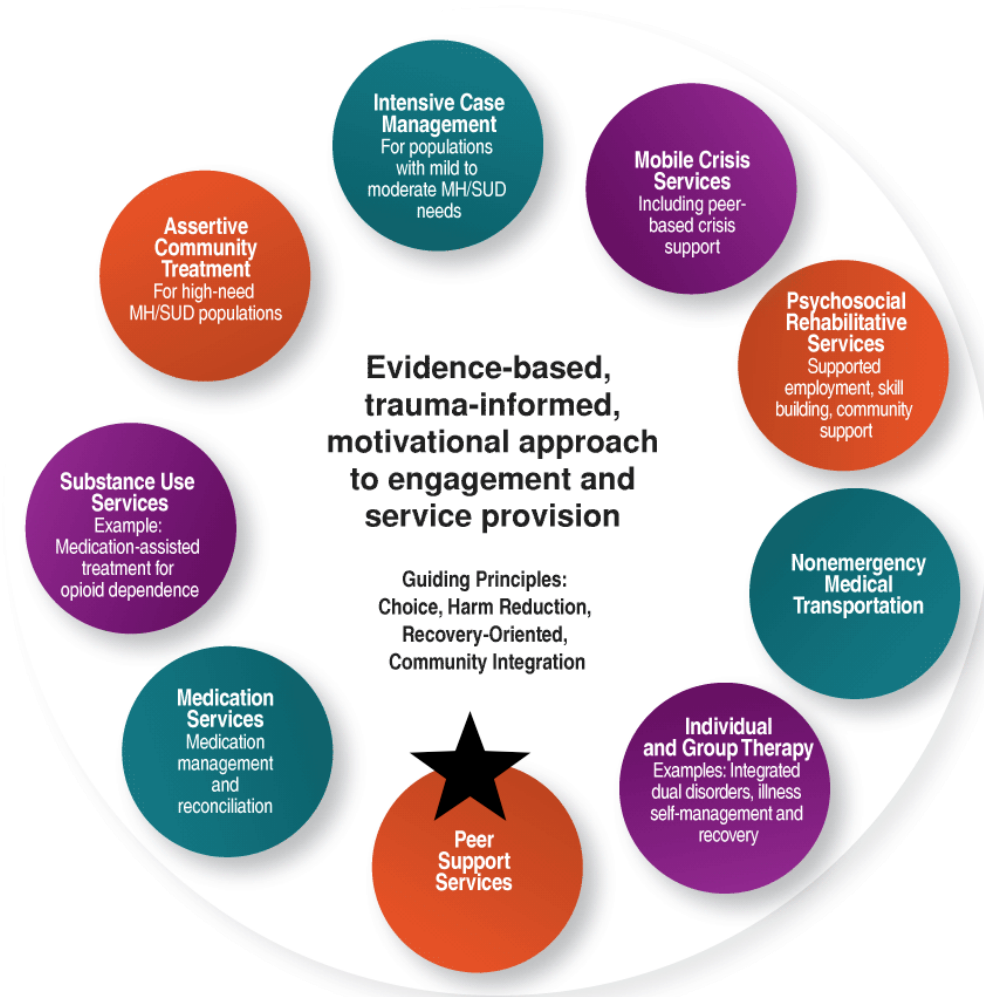 Intensive Case
Management
For populations
with mild to
moderate MH/SUD
needs
Mobile Crisis
Services
Including peer-
based crisis
support
Assertive
Community
Treatment
For high-need
MH/SUD populations
Psychosocial
Rehabilitative
Services
Supported
employment, skill
building, community
support
Evidence-based,
trauma-informed,
motivational approach
to engagement and
service provision
Guiding Principles:
Choice, Harm Reduction,
Recovery-Oriented,
Community Integration
Substance Use
Services
Example:
Medication-assisted
treatment for
opioid dependence
Nonemergency
Medical
Transportation
Medication
Services
Medication
management
and
reconciliation
Individual
and Group Therapy
Examples: Integrated
dual disorders, illness
self-management and
recovery
Peer
Support
Services